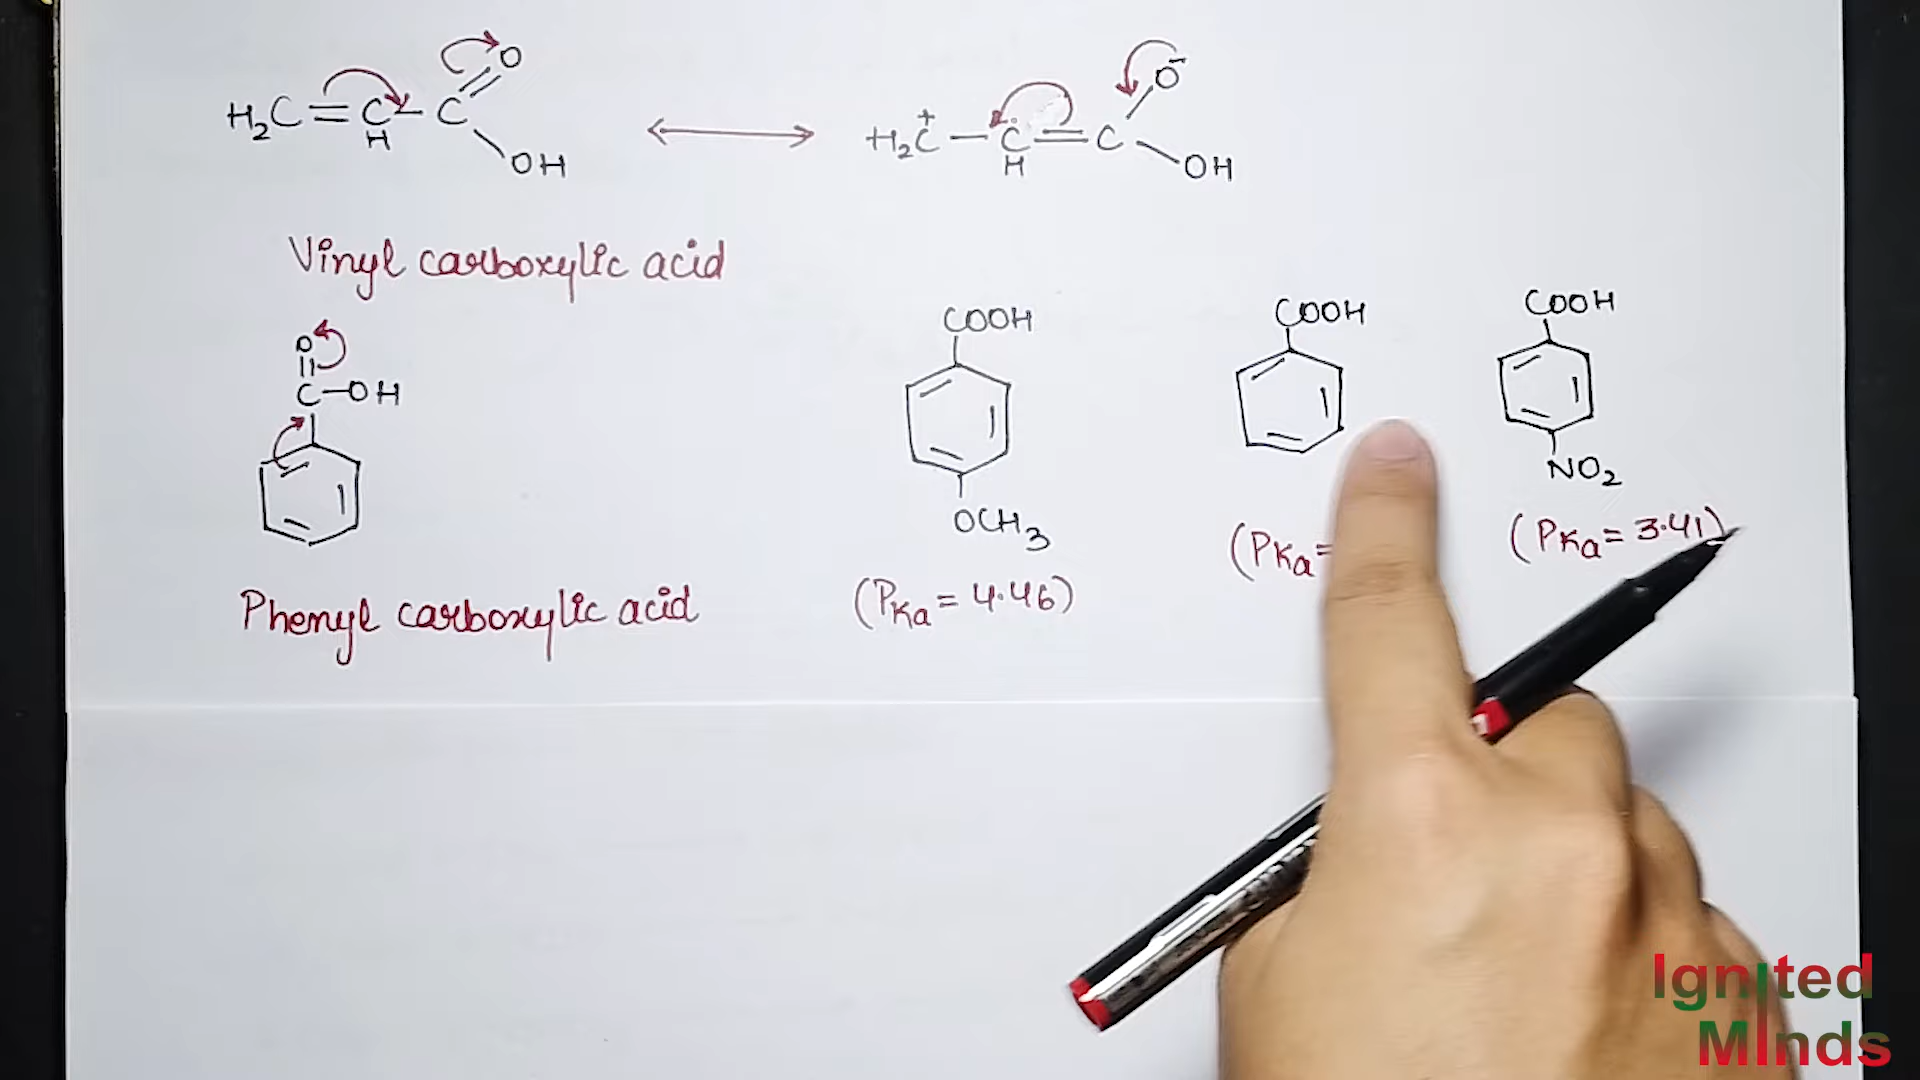 H₂C=CH-C
O
OH
H₂C⁺-C̈H=C
O⁻
OH
Vinyl carboxylic acid
O
C-OH
Phenyl carboxylic acid
COOH
OCH₃
(PKa = 4.46)
COOH
(PKa=
COOH
NO₂
(PKa = 3.41)
Ignited
Minds